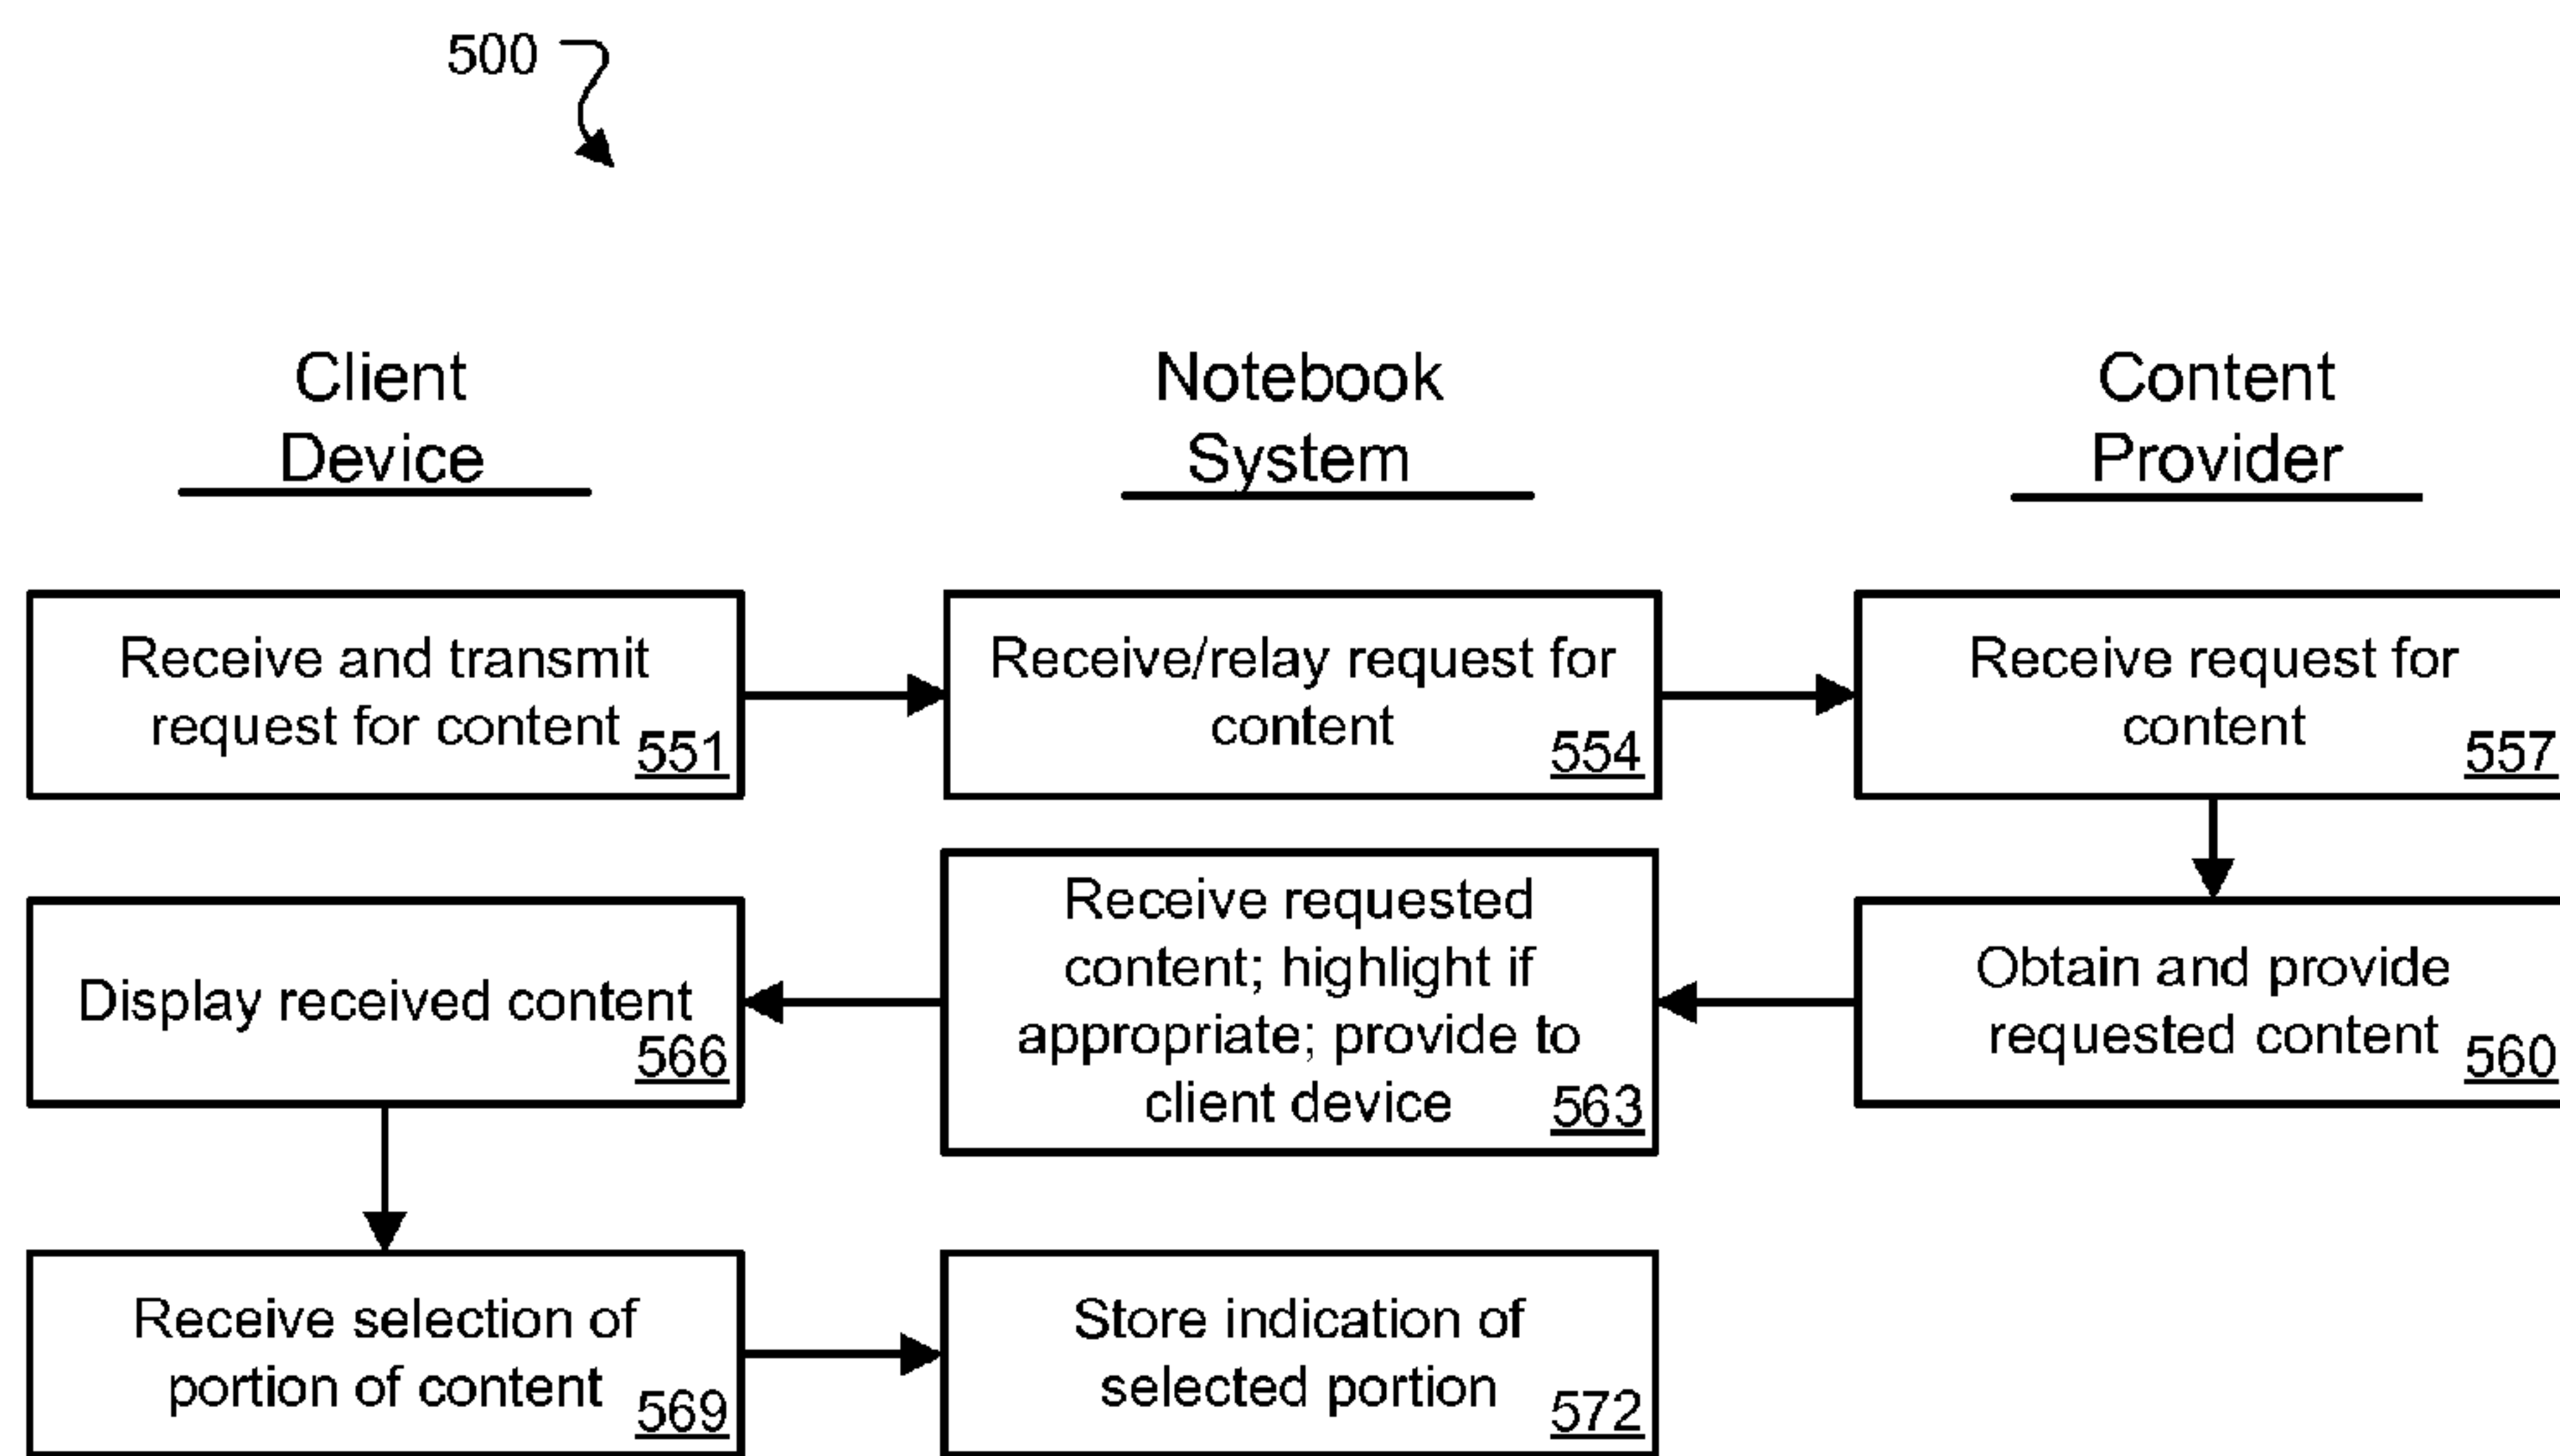 500
Client
Device
Notebook
System
Content
Provider
Receive and transmit
request for content
551
Receive/relay request for
content
554
Receive request for
content
557
Receive requested
content; highlight if
appropriate; provide to
client device
563
Display received content
566
Obtain and provide
requested content
560
Receive selection of
portion of content
569
Store indication of
selected portion
572